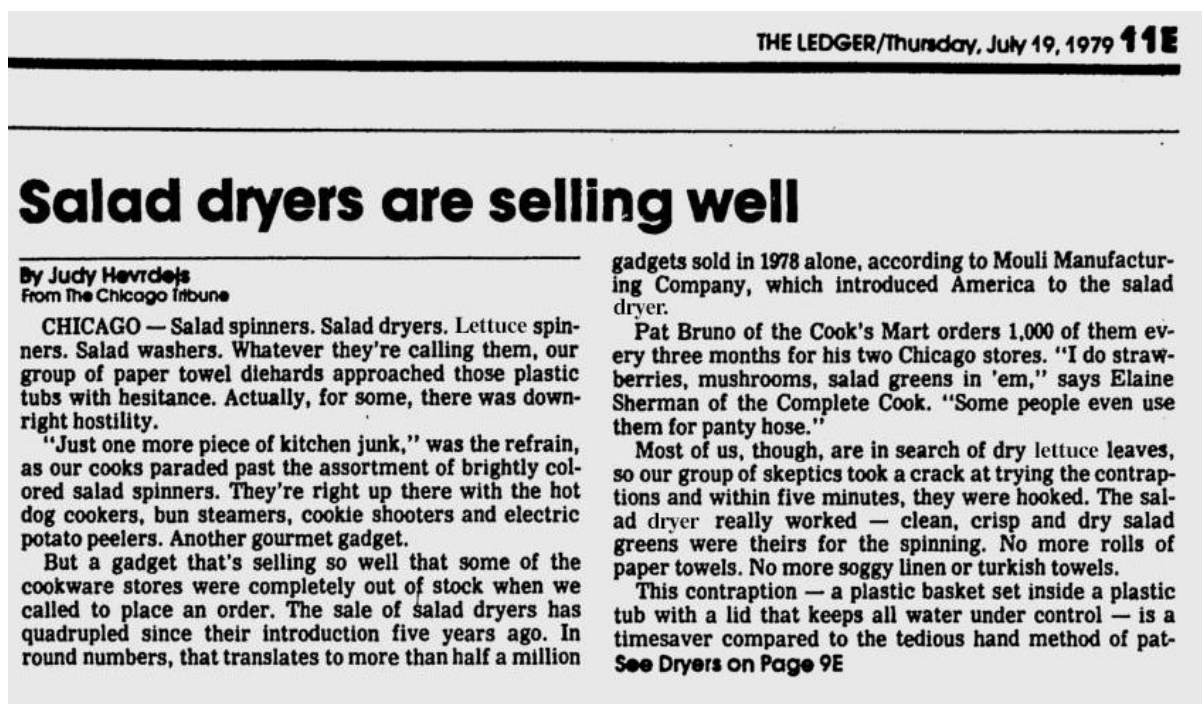 THE LEDGER/Thursday, July 19, 1979 11E
Salad dryers are selling well
By Judy Hevrdejs
From The Chicago Tribune
CHICAGO — Salad spinners. Salad dryers. Lettuce spin-
ners. Salad washers. Whatever they're calling them, our
group of paper towel diehards approached those plastic
tubs with hesitance. Actually, for some, there was down-
right hostility.
"Just one more piece of kitchen junk," was the refrain,
as our cooks paraded past the assortment of brightly col-
ored salad spinners. They're right up there with the hot
dog cookers, bun steamers, cookie shooters and electric
potato peelers. Another gourmet gadget.
But a gadget that's selling so well that some of the
cookware stores were completely out of stock when we
called to place an order. The sale of salad dryers has
quadrupled since their introduction five years ago. In
round numbers, that translates to more than half a million
gadgets sold in 1978 alone, according to Mouli Manufactur-
ing Company, which introduced America to the salad
dryer.
Pat Bruno of the Cook's Mart orders 1,000 of them ev-
ery three months for his two Chicago stores. "I do straw-
berries, mushrooms, salad greens in 'em," says Elaine
Sherman of the Complete Cook. "Some people even use
them for panty hose."
Most of us, though, are in search of dry lettuce leaves,
so our group of skeptics took a crack at trying the contrap-
tions and within five minutes, they were hooked. The sal-
ad dryer really worked — clean, crisp and dry salad
greens were theirs for the spinning. No more rolls of
paper towels. No more soggy linen or turkish towels.
This contraption — a plastic basket set inside a plastic
tub with a lid that keeps all water under control — is a
timesaver compared to the tedious hand method of pat-
See Dryers on Page 9E